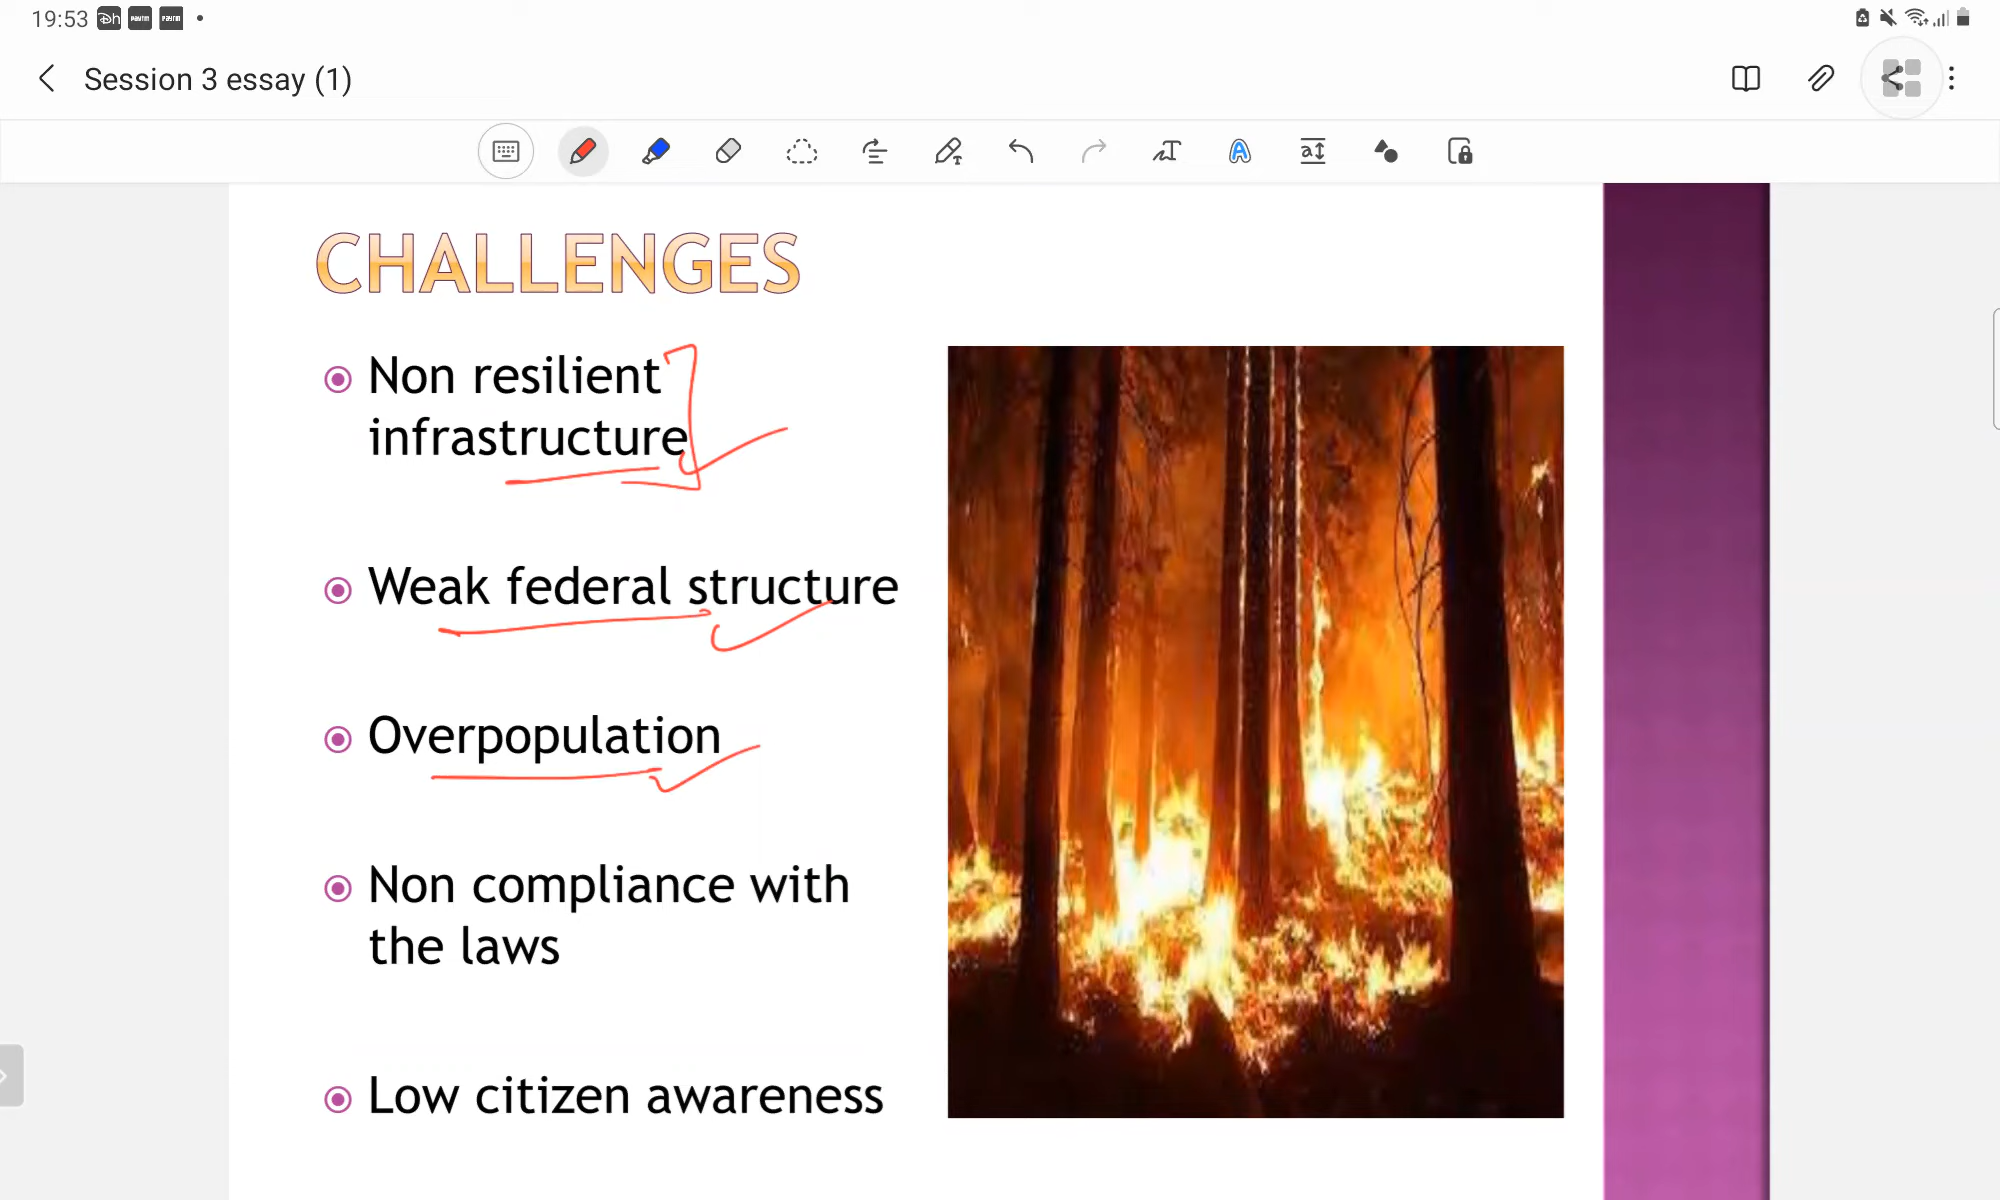 19:53
Session 3 essay (1)
CHALLENGES
Non resilient
infrastructure
Weak federal structure
Overpopulation
Non compliance with
the laws
Low citizen awareness